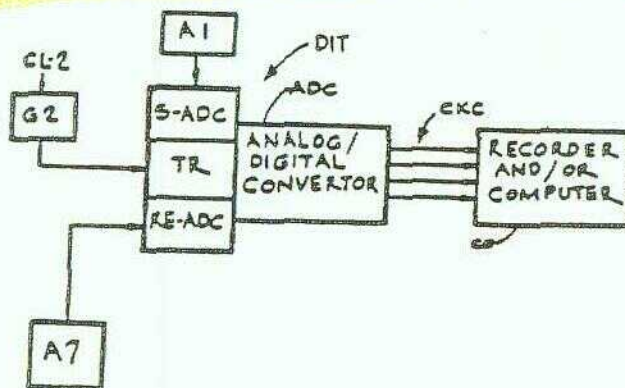 A1
DIT
CL-2
ADC
G2
S-ADC
CKC
ANALOG/
DIGITAL
CONVERTOR
RECORDER
AND/OR
COMPUTER
TR
RE-ADC
CO
A7